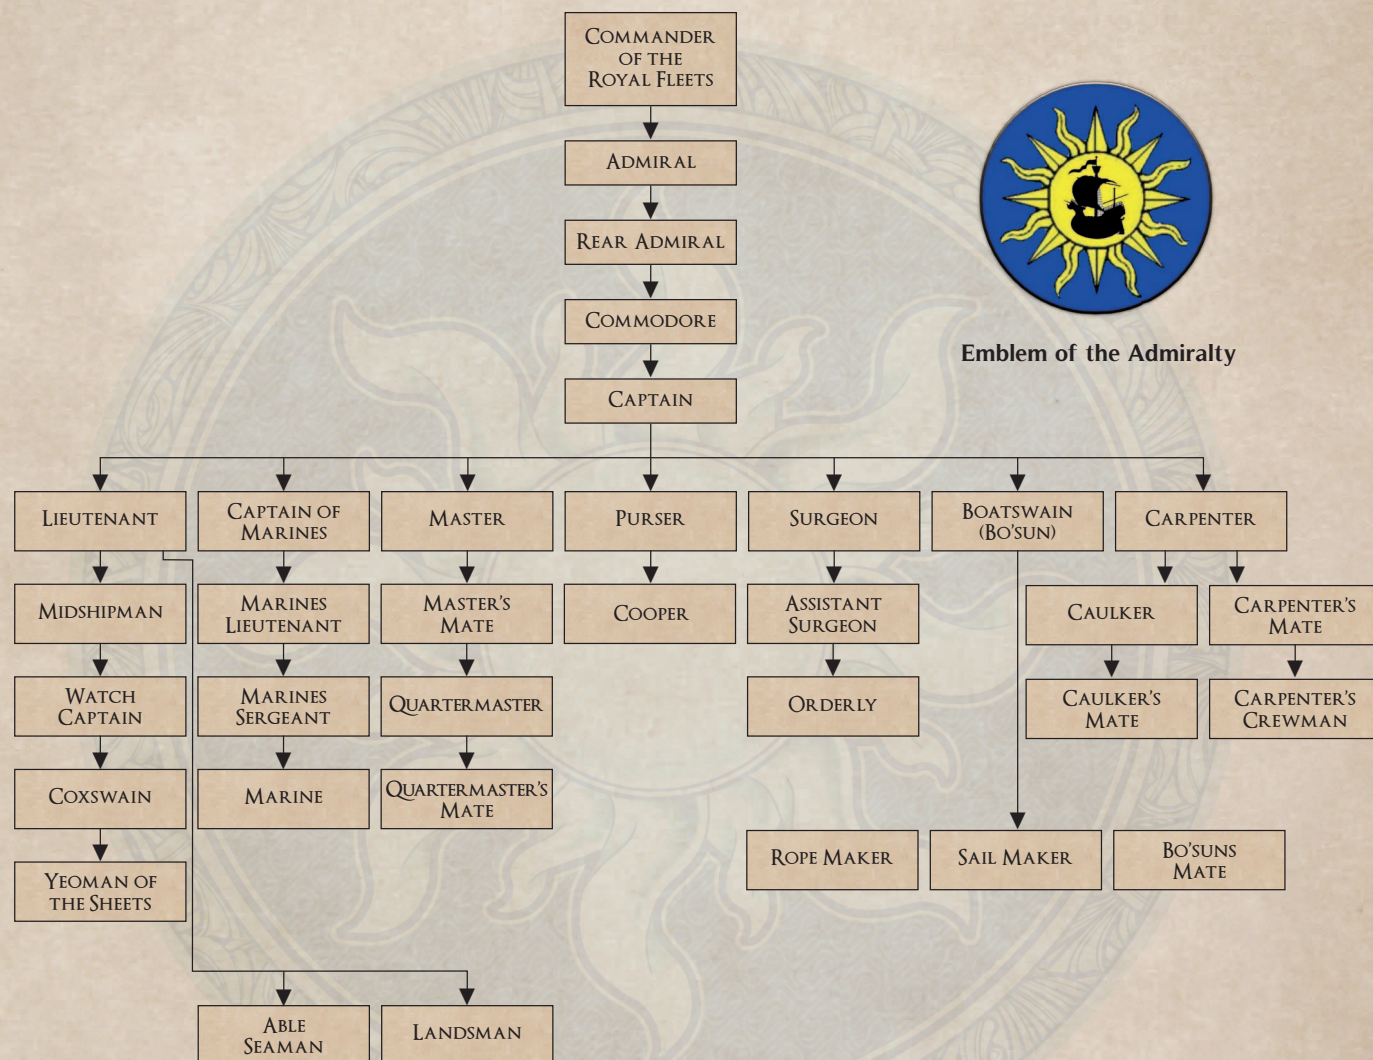 COMMANDER
OF THE
ROYAL FLEETS
ADMIRAL
REAR ADMIRAL
COMMODORE
Emblem of the Admiralty
CAPTAIN
LIEUTENANT
CAPTAIN OF
MARINES
MASTER
PURSER
SURGEON
BOATSWAIN
(BO'SUN)
CARPENTER
MIDSHIPMAN
MARINES
LIEUTENANT
MASTER'S
MATE
COOPER
ASSISTANT
SURGEON
CAULKER
CARPENTER'S
MATE
WATCH
CAPTAIN
MARINES
SERGEANT
QUARTERMASTER
ORDERLY
CAULKER'S
MATE
CARPENTER'S
CREWMAN
COXSWAIN
MARINE
QUARTERMASTER'S
MATE
ROPE MAKER
SAIL MAKER
BO'SUNS
MATE
YEOMAN OF
THE SHEETS
ABLE
SEAMAN
LANDSMAN